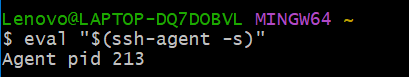 Lenovo@LAPTOP-DQ7DOBVL MINGW64 ~
$ eval "$(ssh-agent -s)"
Agent pid 213